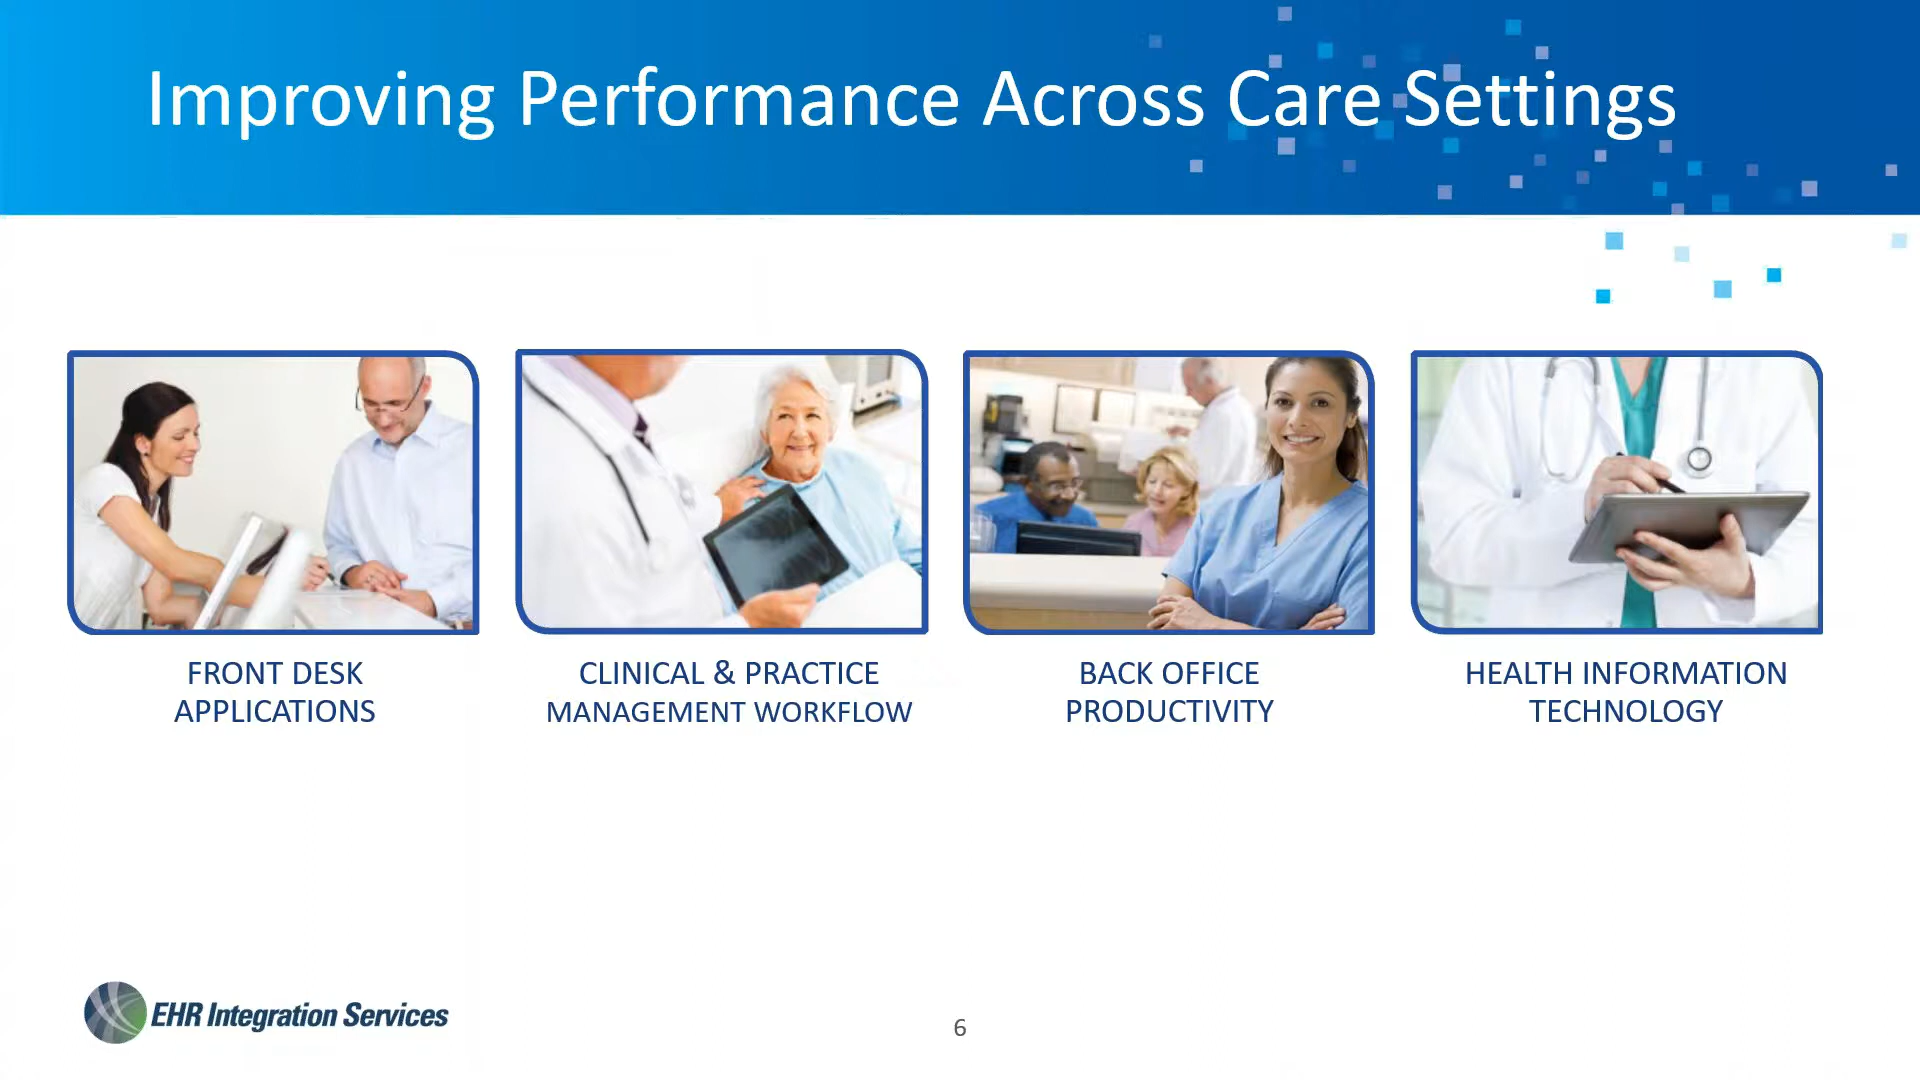 Improving Performance Across Care Settings
FRONT DESK
APPLICATIONS
CLINICAL & PRACTICE
MANAGEMENT WORKFLOW
BACK OFFICE
PRODUCTIVITY
HEALTH INFORMATION
TECHNOLOGY
EHR Integration Services
6